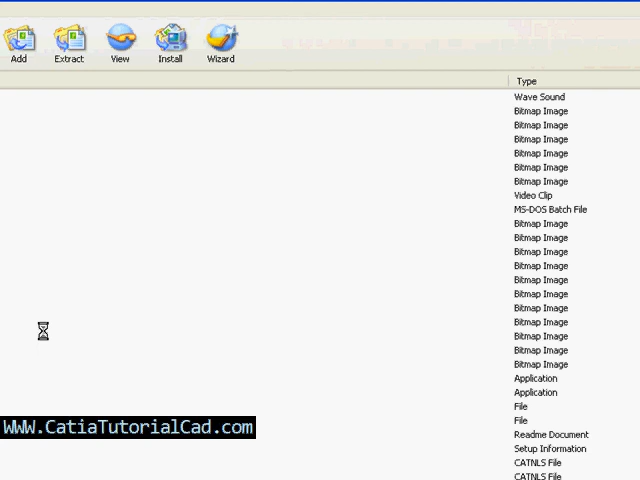 Add Extract View Install Wizard
Type
Wave Sound
Bitmap Image
Bitmap Image
Bitmap Image
Bitmap Image
Bitmap Image
Bitmap Image
Video Clip
MS-DOS Batch File
Bitmap Image
Bitmap Image
Bitmap Image
Bitmap Image
Bitmap Image
Bitmap Image
Bitmap Image
Bitmap Image
Bitmap Image
Bitmap Image
Bitmap Image
Application
Application
File
File
WWW.CatiaTutorialCad.com
Readme Document
Setup Information
CATNLS File
CATNLS File